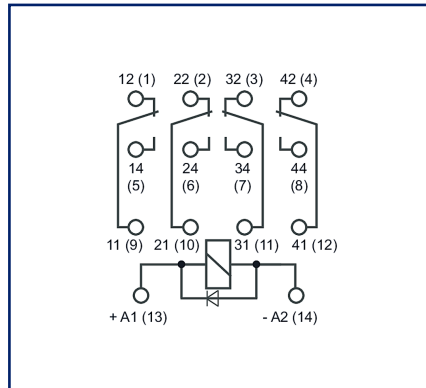 12 (1) 22 (2) 32 (3) 42 (4)
14 24 34 44
(5) (6) (7) (8)
11 (9) 21 (10) 31 (11) 41 (12)
+ A1 (13) - A2 (14)